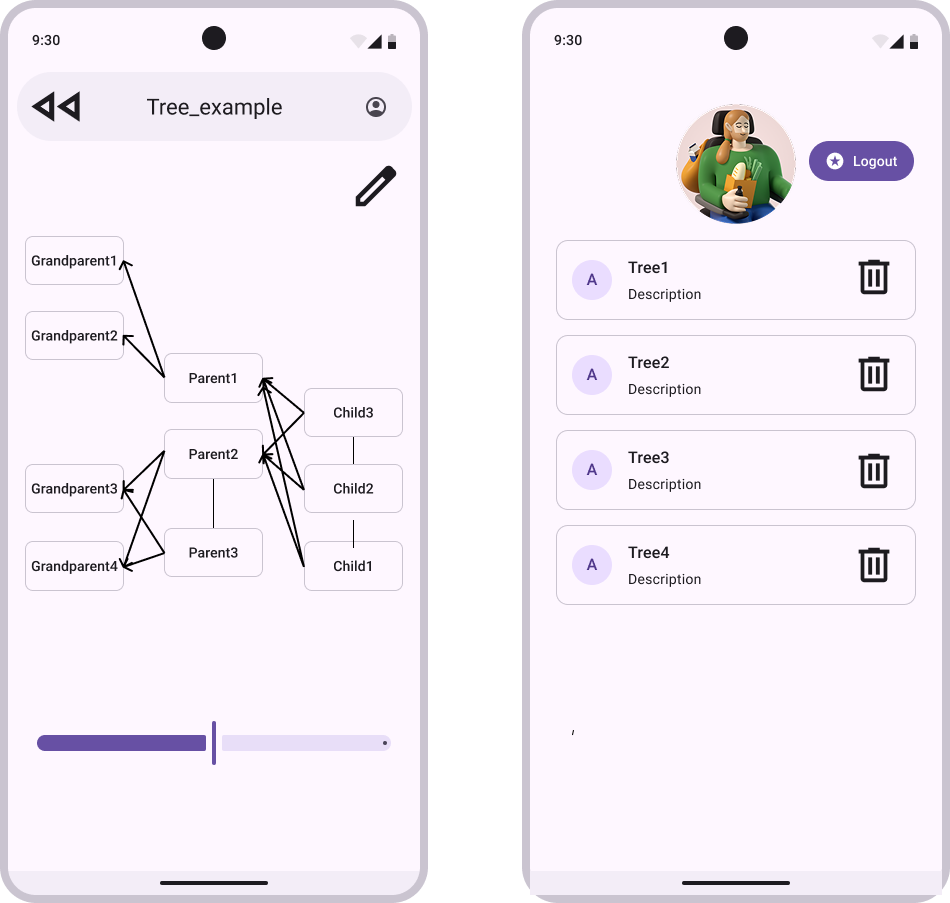 9:30
Tree_example
Grandparent1
Grandparent2
Parent1
Child3
Parent2
Grandparent3
Child2
Parent3
Grandparent4
Child1
9:30
Logout
A
Tree1
Description
A
Tree2
Description
A
Tree3
Description
A
Tree4
Description